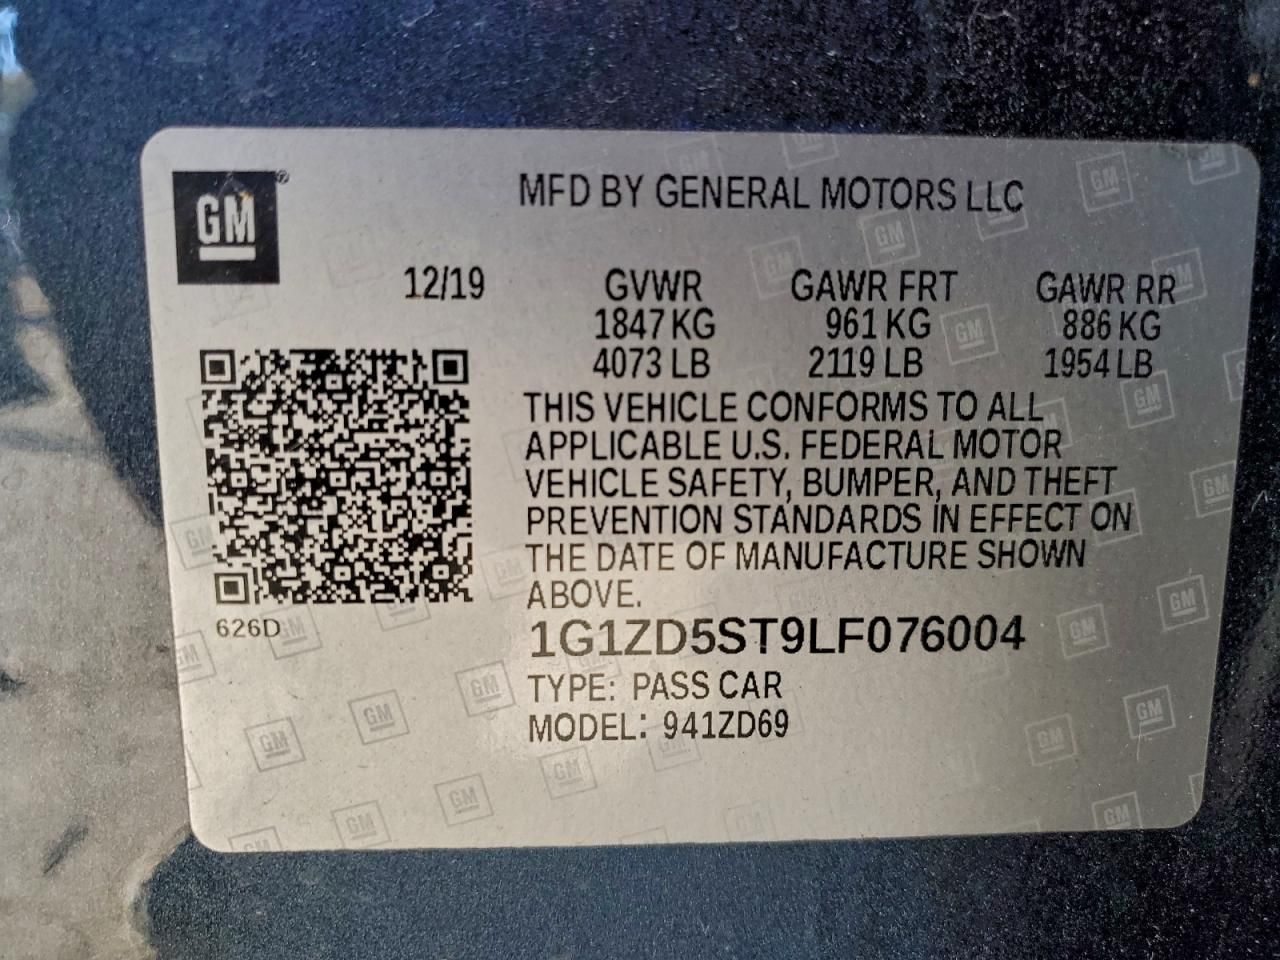 GM
MFD BY GENERAL MOTORS LLC
12/19 GVWR GAWR FRT GAWR RR
1847 KG 961 KG 886 KG
4073 LB 2119 LB 1954 LB
THIS VEHICLE CONFORMS TO ALL
APPLICABLE U.S. FEDERAL MOTOR
VEHICLE SAFETY, BUMPER, AND THEFT
PREVENTION STANDARDS IN EFFECT ON
THE DATE OF MANUFACTURE SHOWN
ABOVE.
626D
1G1ZD5ST9LF076004
TYPE: PASS CAR
MODEL: 941ZD69